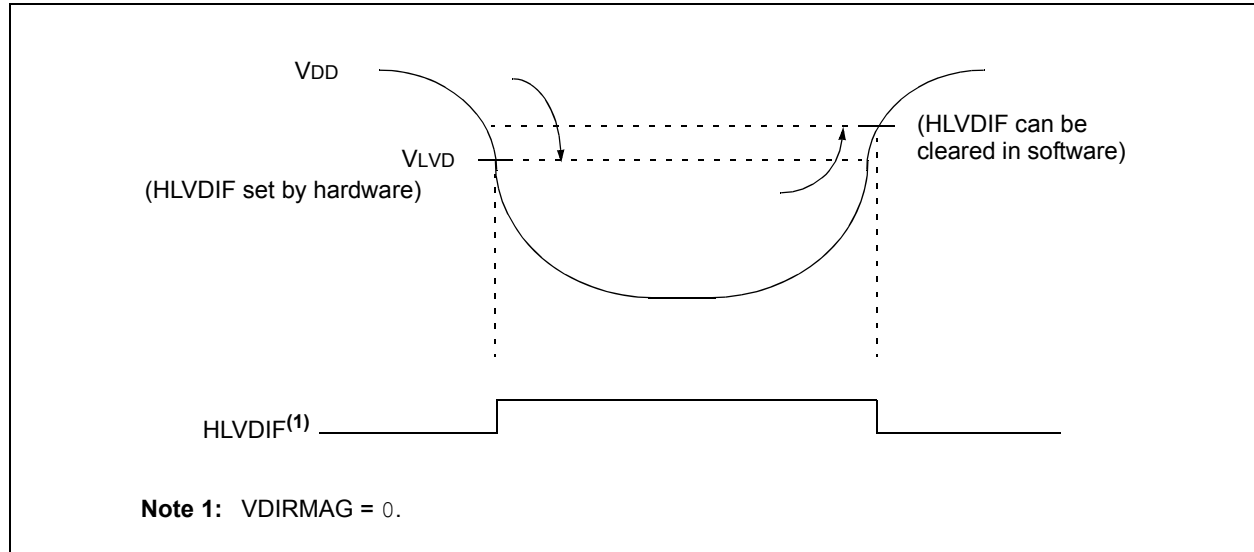 VDD
(HLVDIF can be
cleared in software)
VLVD
(HLVDIF set by hardware)
HLVDIF(1)
Note 1: VDIRMAG = 0.